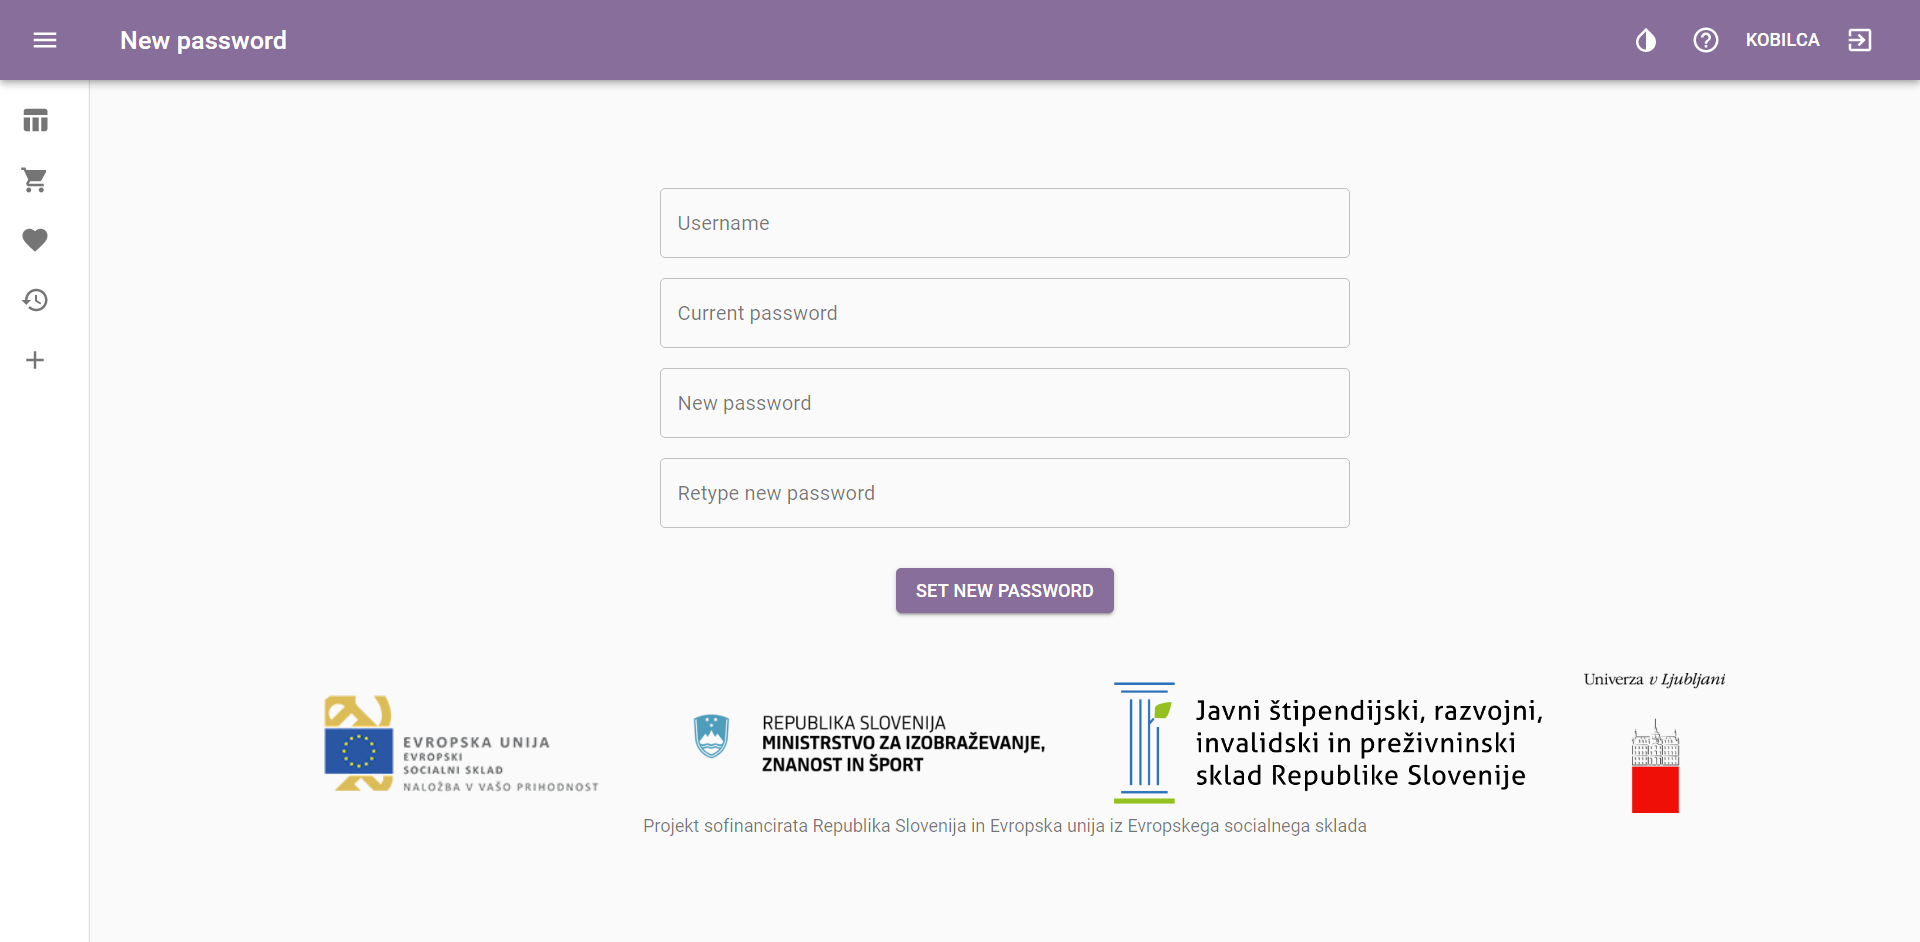 New password
KOBILCA
Username
Current password
New password
Retype new password
SET NEW PASSWORD
Univerza v Ljubljani
EVROPSKA UNIJA
EVROPSKI
SOCIALNI SKLAD
NALOŽBA V VAŠO PRIHODNOST
REPUBLIKA SLOVENIJA
MINISTRSTVO ZA IZOBRAŽEVANJE,
ZNANOST IN ŠPORT
Javni štipendijski, razvojni,
invalidski in preživninski
sklad Republike Slovenije
Projekt sofinancirata Republika Slovenija in Evropska unija iz Evropskega socialnega sklada